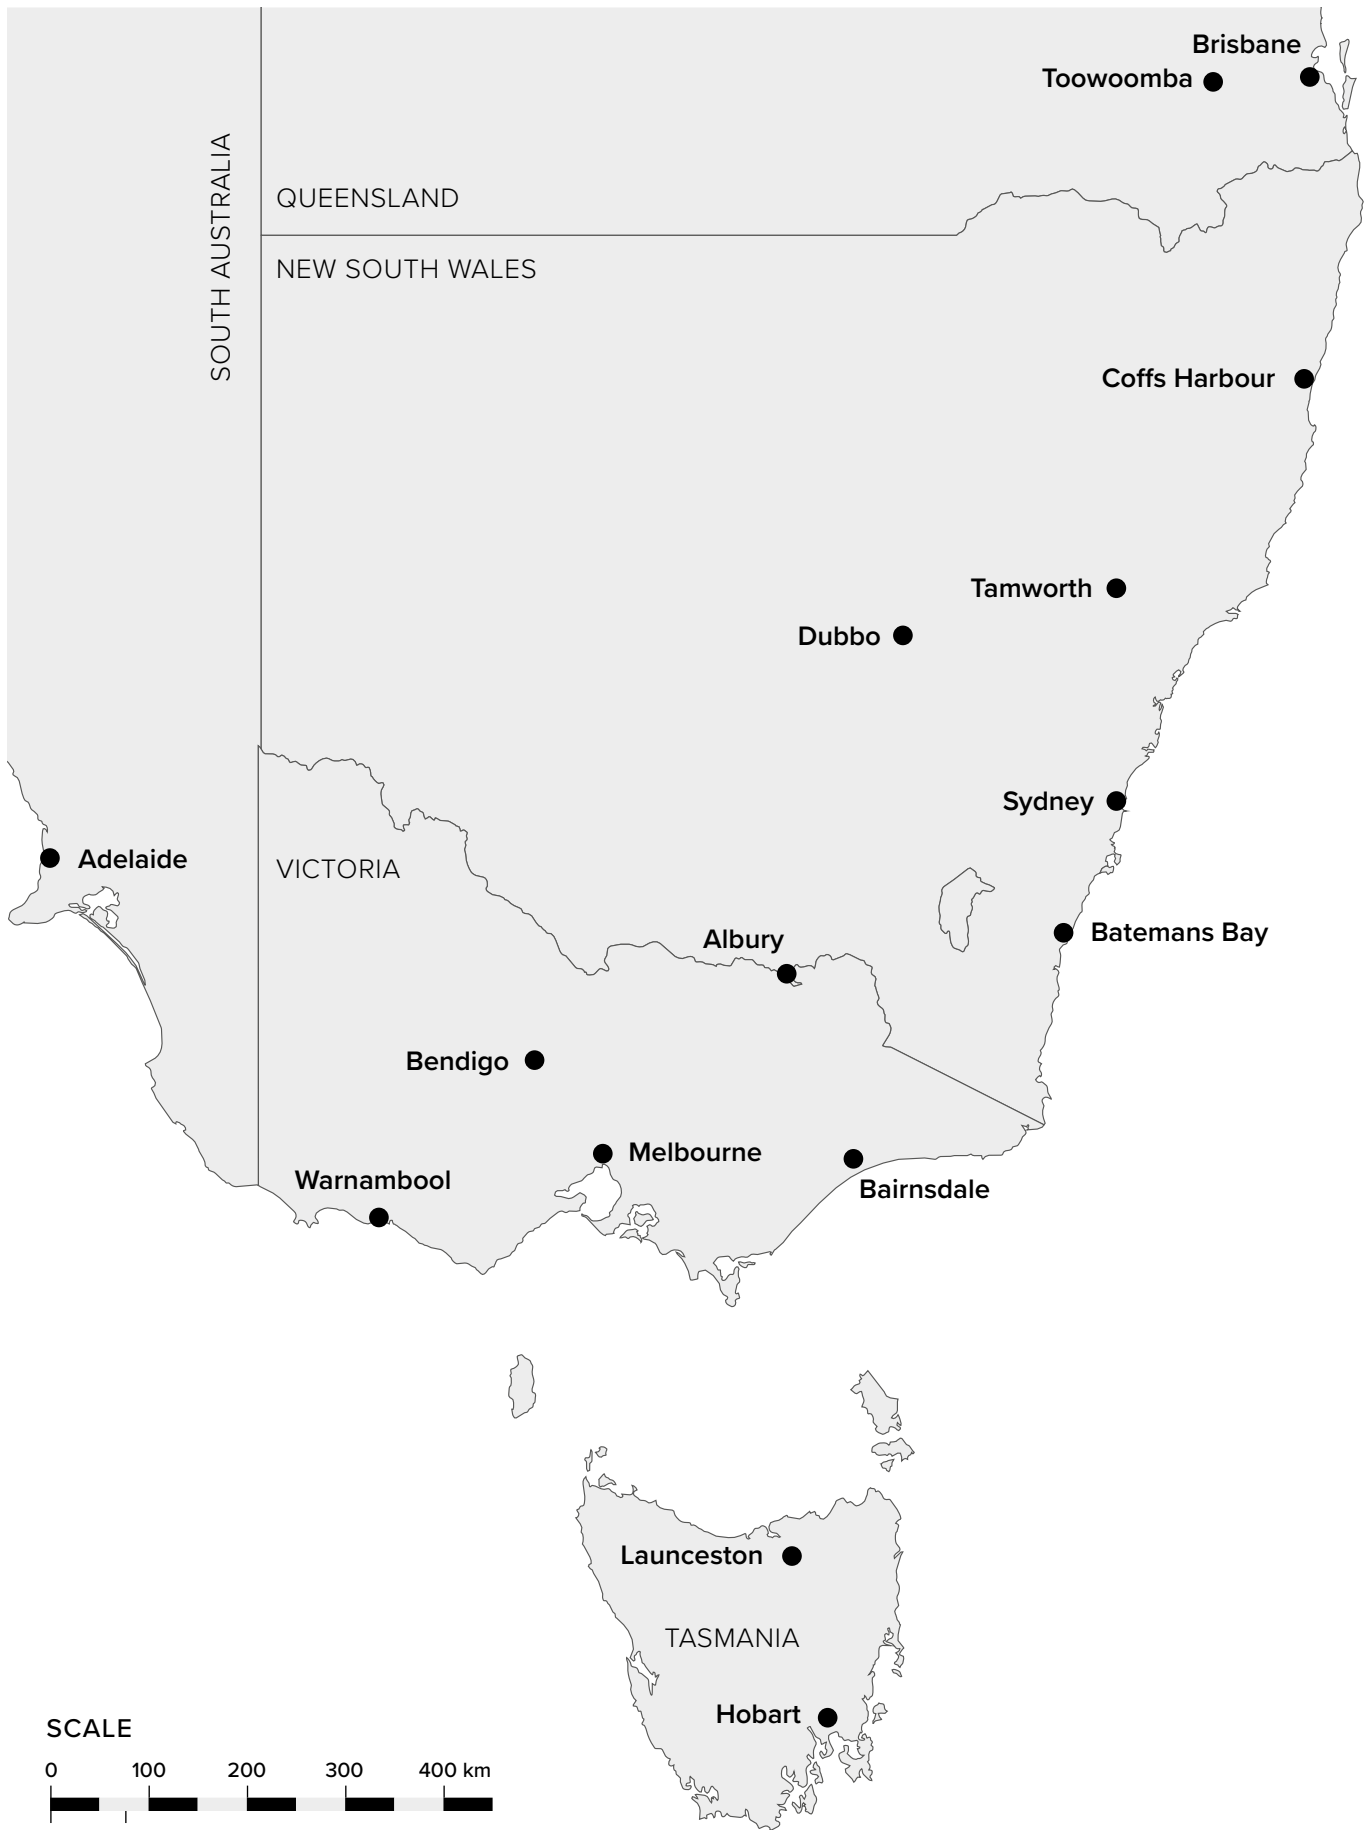 Brisbane
Toowoomba
SOUTH AUSTRALIA
QUEENSLAND
NEW SOUTH WALES
Coffs Harbour
Tamworth
Dubbo
Sydney
Adelaide
VICTORIA
Batemans Bay
Albury
Bendigo
Melbourne
Warnambool
Bairnsdale
Launceston
TASMANIA
Hobart
SCALE
0 100 200 300 400 km